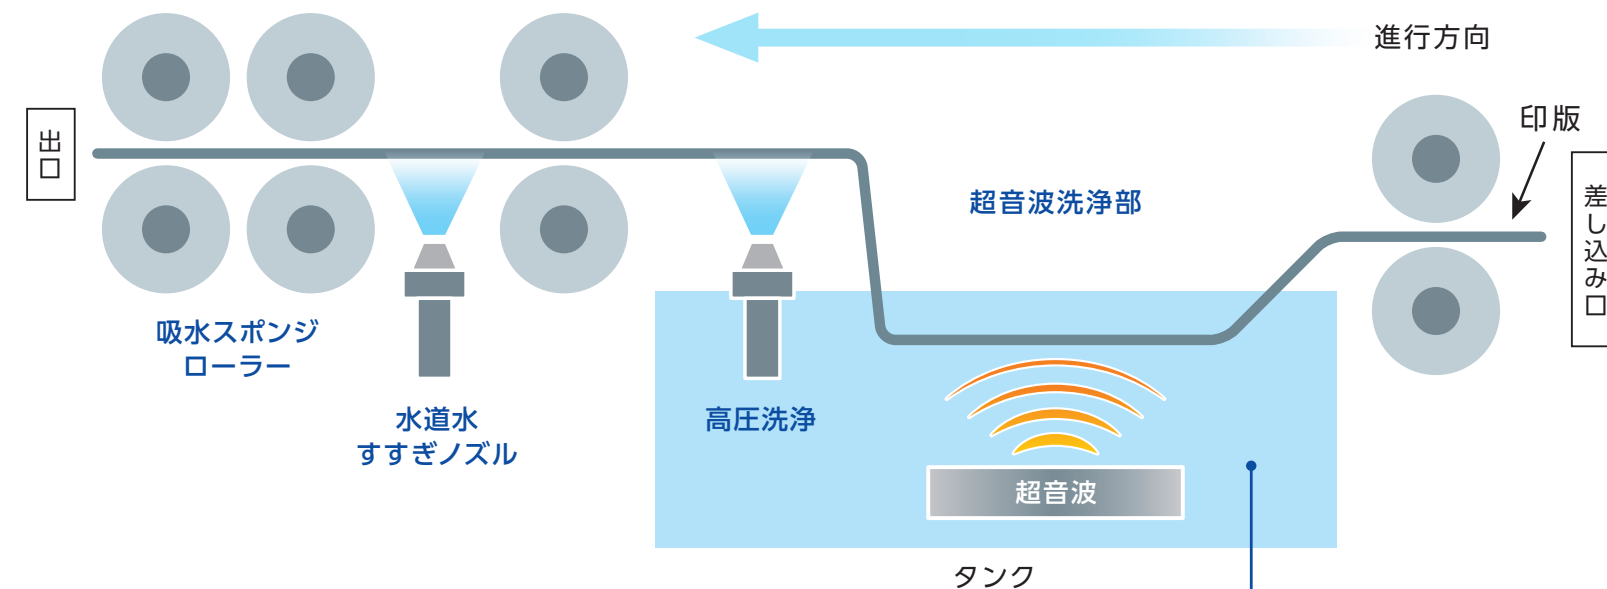 進行方向
印版
差し込み口
出口
超音波洗浄部
吸水スポンジ
ローラー
水道水
すすぎノズル
高圧洗浄
超音波
タンク